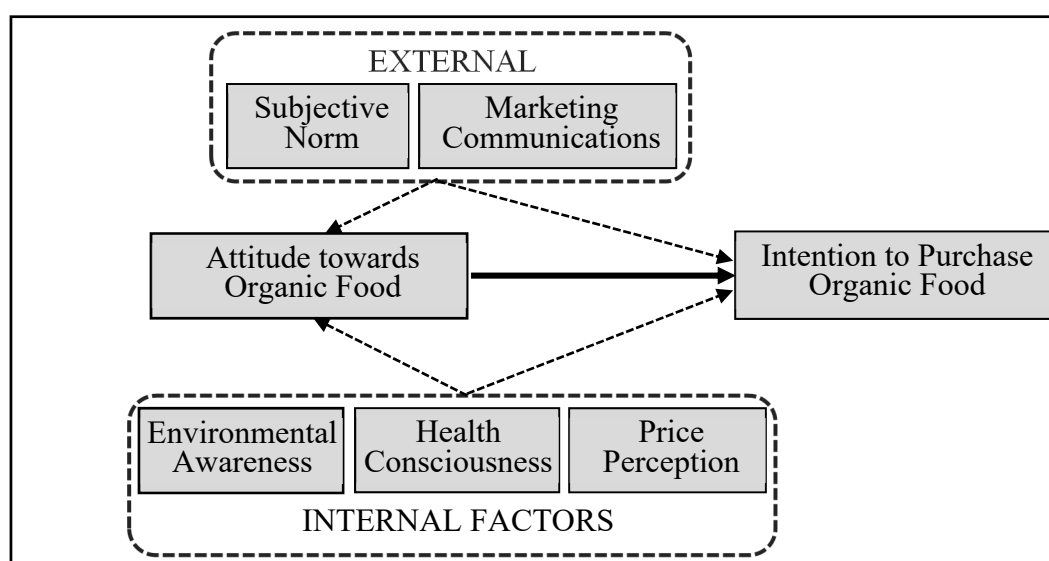 EXTERNAL
Subjective
Norm
Marketing
Communications
Attitude towards
Organic Food
Intention to Purchase
Organic Food
Environmental
Awareness
Health
Consciousness
Price
Perception
INTERNAL FACTORS